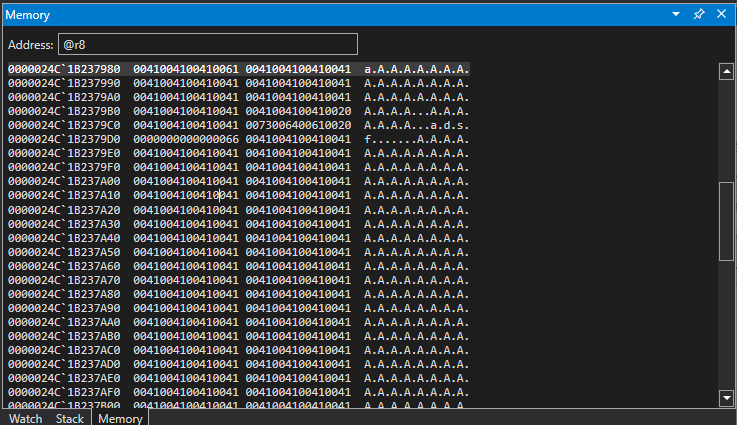 Memory
Address: @r8
0000024C`1B237980 0041004100410061 0041004100410041 a.A.A.A.A.A.A.A.
0000024C`1B237990 0041004100410041 0041004100410041 A.A.A.A.A.A.A.A.
0000024C`1B2379A0 0041004100410041 0041004100410041 A.A.A.A.A.A.A.A.
0000024C`1B2379B0 0041004100410041 0041004100410020 A.A.A.A. .A.A.A.
0000024C`1B2379C0 0041004100410041 0073006400610020 A.A.A.A. .a.d.s.
0000024C`1B2379D0 0000000000000066 0041004100410041 f.......A.A.A.A.
0000024C`1B2379E0 0041004100410041 0041004100410041 A.A.A.A.A.A.A.A.
0000024C`1B2379F0 0041004100410041 0041004100410041 A.A.A.A.A.A.A.A.
0000024C`1B237A00 0041004100410041 0041004100410041 A.A.A.A.A.A.A.A.
0000024C`1B237A10 0041004100410041 0041004100410041 A.A.A.A.A.A.A.A.
0000024C`1B237A20 0041004100410041 0041004100410041 A.A.A.A.A.A.A.A.
0000024C`1B237A30 0041004100410041 0041004100410041 A.A.A.A.A.A.A.A.
0000024C`1B237A40 0041004100410041 0041004100410041 A.A.A.A.A.A.A.A.
0000024C`1B237A50 0041004100410041 0041004100410041 A.A.A.A.A.A.A.A.
0000024C`1B237A60 0041004100410041 0041004100410041 A.A.A.A.A.A.A.A.
0000024C`1B237A70 0041004100410041 0041004100410041 A.A.A.A.A.A.A.A.
0000024C`1B237A80 0041004100410041 0041004100410041 A.A.A.A.A.A.A.A.
0000024C`1B237A90 0041004100410041 0041004100410041 A.A.A.A.A.A.A.A.
0000024C`1B237AA0 0041004100410041 0041004100410041 A.A.A.A.A.A.A.A.
0000024C`1B237AB0 0041004100410041 0041004100410041 A.A.A.A.A.A.A.A.
0000024C`1B237AC0 0041004100410041 0041004100410041 A.A.A.A.A.A.A.A.
0000024C`1B237AD0 0041004100410041 0041004100410041 A.A.A.A.A.A.A.A.
0000024C`1B237AE0 0041004100410041 0041004100410041 A.A.A.A.A.A.A.A.
0000024C`1B237AF0 0041004100410041 0041004100410041 A.A.A.A.A.A.A.A.
0000024C`1B237B00 0041004100410041 0041004100410041 A.A.A.A.A.A.A.A.
Watch Stack Memory